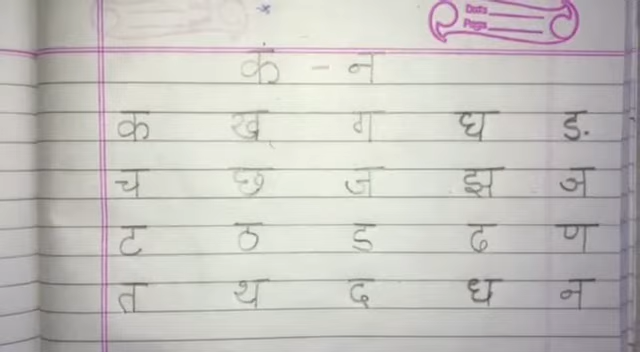 Date
Page
क - न
क ख ग घ ङ
च छ ज झ ञ
ट ठ ड ढ ण
त थ द ध न